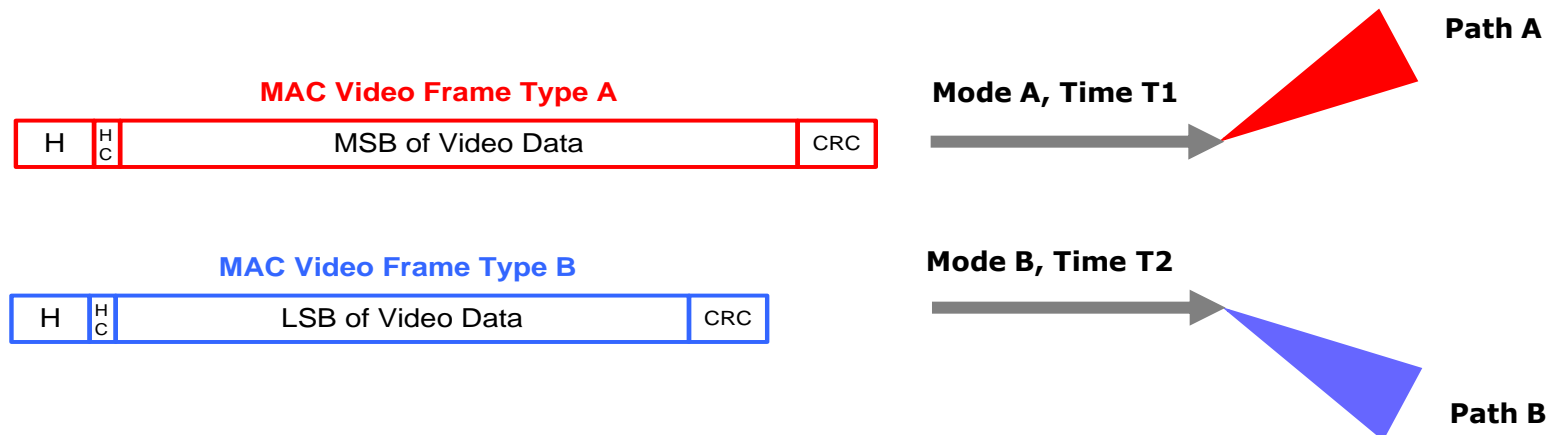 Path A
MAC Video Frame Type A
Mode A, Time T1
H
H
C
MSB of Video Data
CRC
MAC Video Frame Type B
Mode B, Time T2
H
H
C
LSB of Video Data
CRC
Path B